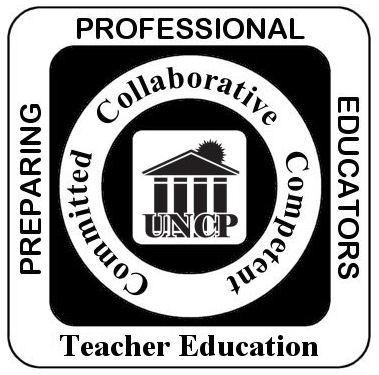 PREPARING
PROFESSIONAL
EDUCATORS
Committed Collaborative Competent
UNCP
Teacher Education